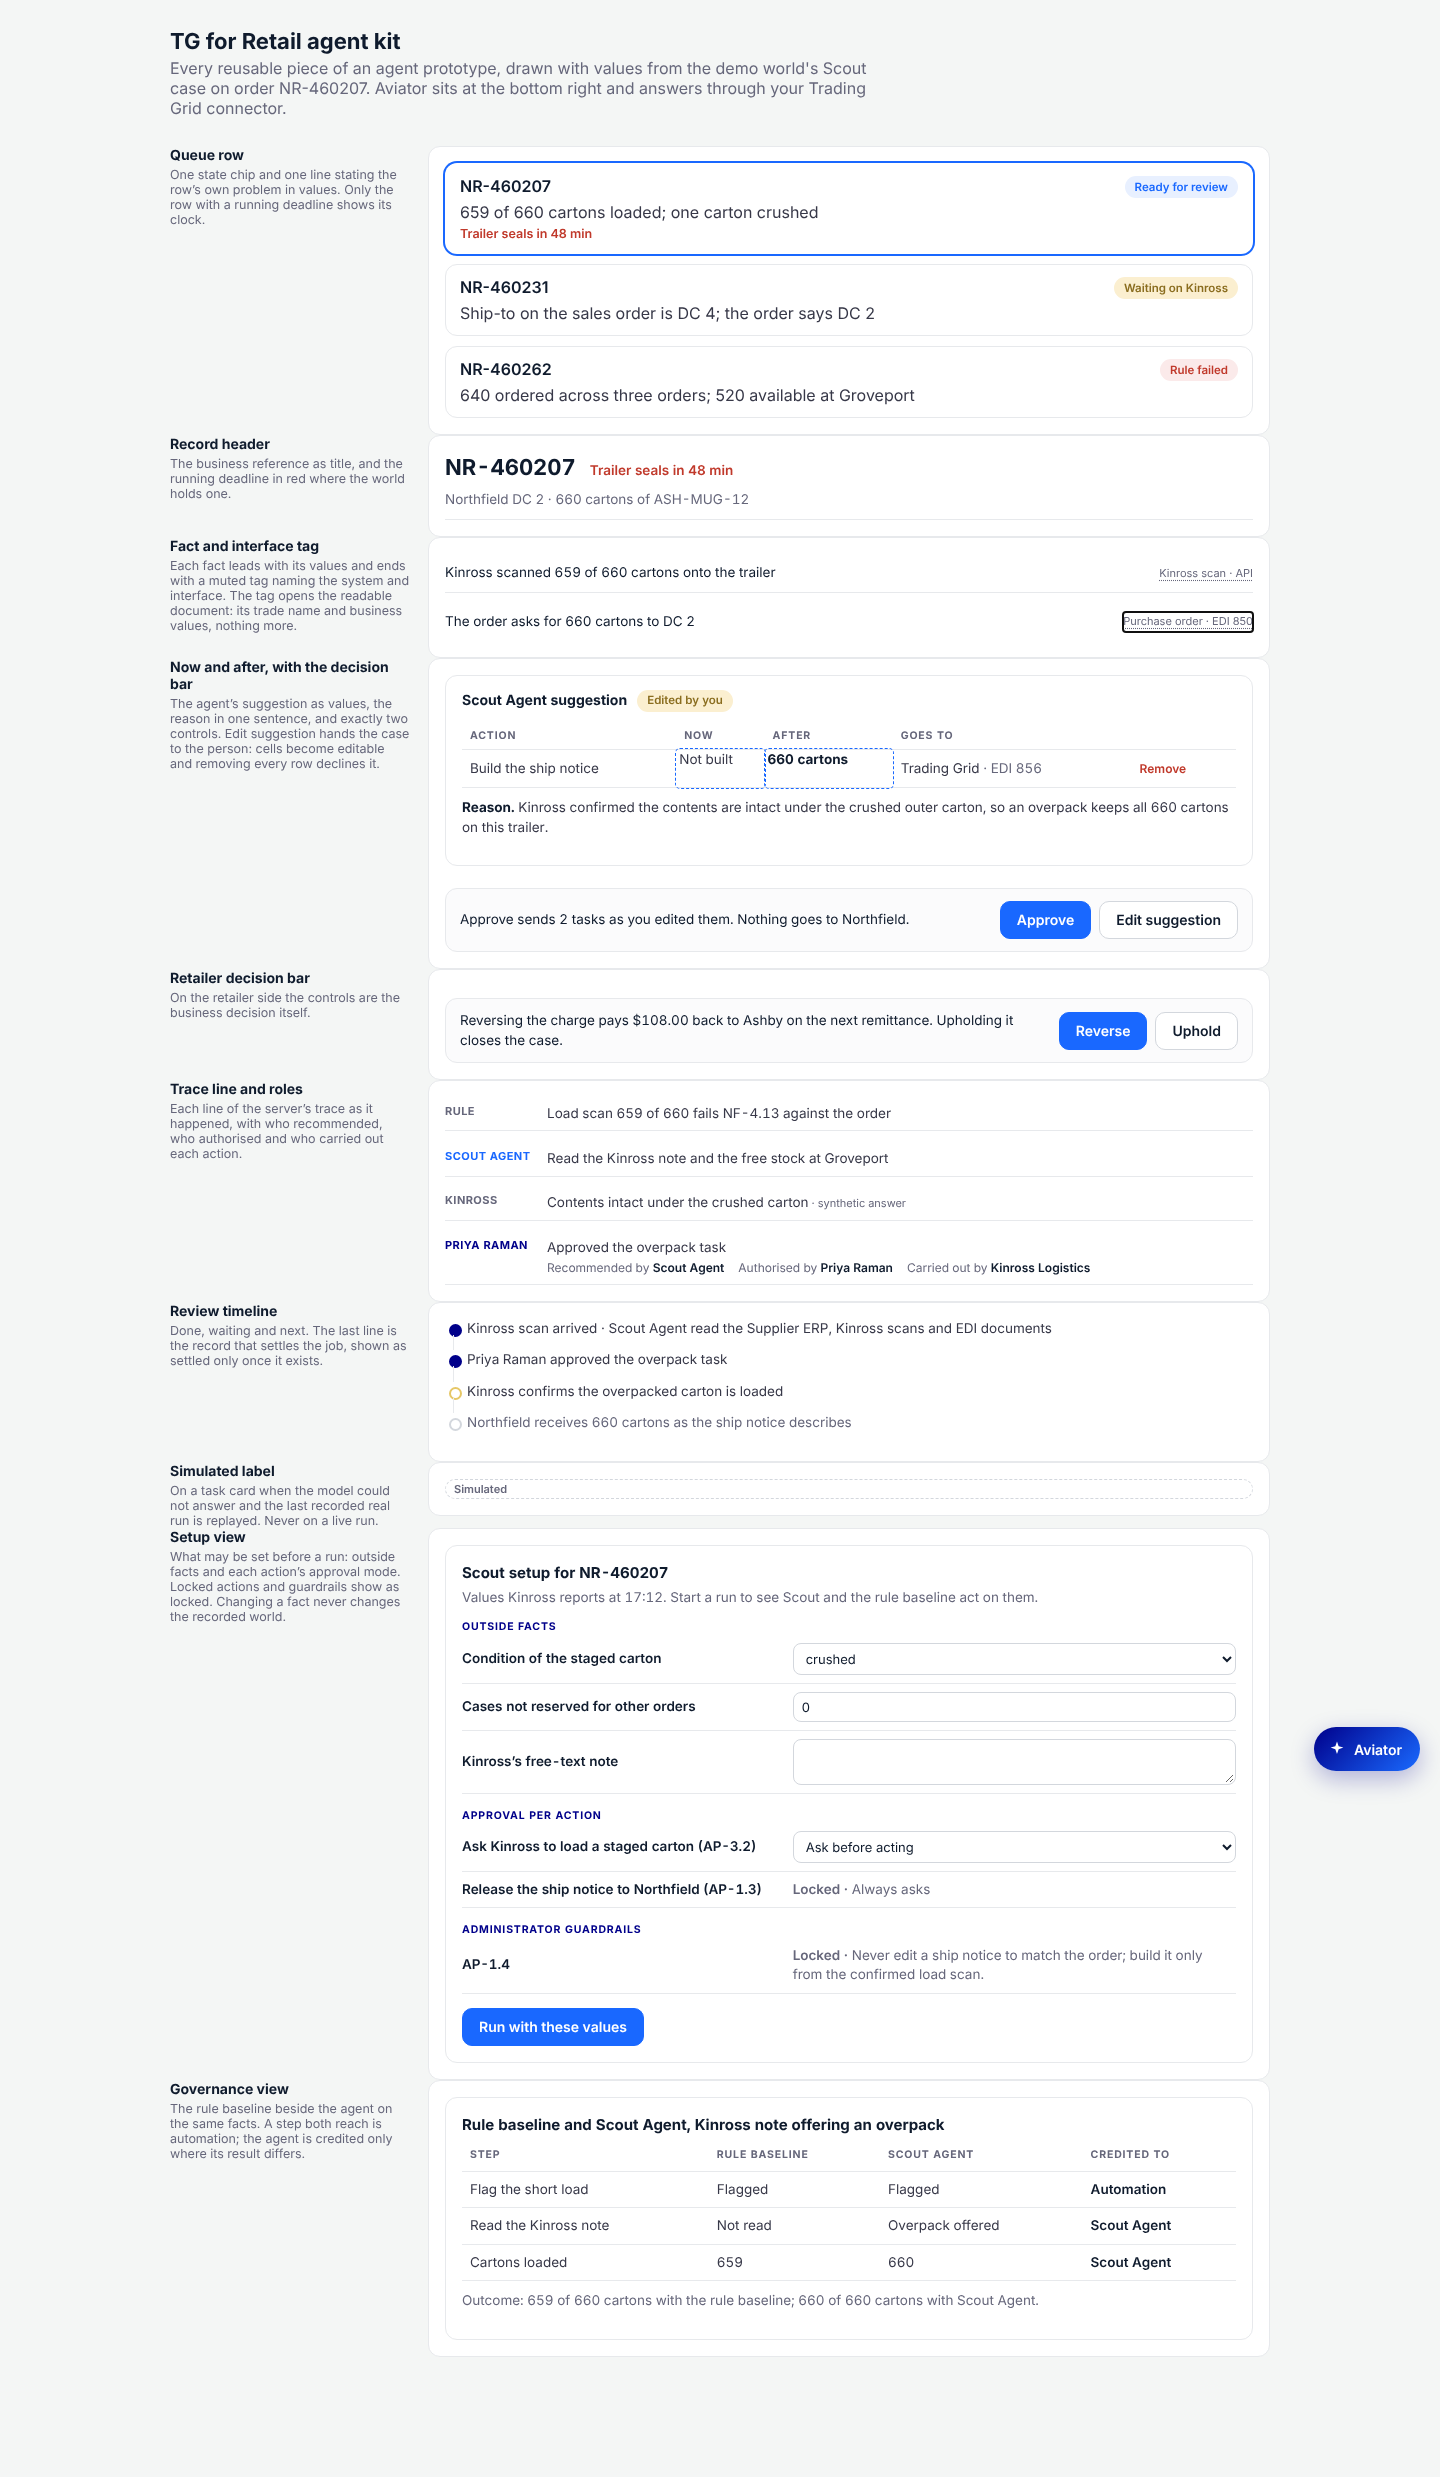 TG for Retail agent kit
Every reusable piece of an agent prototype, drawn with values from the demo world's Scout
case on order NR-460207. Aviator sits at the bottom right and answers through your Trading
Grid connector.
Queue row
One state chip and one line stating the
row's own problem in values. Only the
row with a running deadline shows its
clock.
NR-460207
Ready for review
659 of 660 cartons loaded; one carton crushed
Trailer seals in 48 min
NR-460231
Waiting on Kinross
Ship-to on the sales order is DC 4; the order says DC 2
NR-460262
Rule failed
640 ordered across three orders; 520 available at Groveport
Record header
The business reference as title, and the
running deadline in red where the world
holds one.
NR-460207 Trailer seals in 48 min
Northfield DC 2 · 660 cartons of ASH-MUG-12
Fact and interface tag
Each fact leads with its values and ends
with a muted tag naming the system and
interface. The tag opens the readable
document: its trade name and business
values, nothing more.
Kinross scanned 659 of 660 cartons onto the trailer
Kinross scan · API
The order asks for 660 cartons to DC 2
Purchase order · EDI 850
Now and after, with the decision
bar
The agent's suggestion as values, the
reason in one sentence, and exactly two
controls. Edit suggestion hands the case
to the person: cells become editable
and removing every row declines it.
Scout Agent suggestion Edited by you
ACTION NOW AFTER GOES TO
Build the ship notice Not built 660 cartons Trading Grid · EDI 856 Remove
Reason. Kinross confirmed the contents are intact under the crushed outer carton, so an overpack keeps all 660 cartons
on this trailer.
Approve sends 2 tasks as you edited them. Nothing goes to Northfield.
Approve Edit suggestion
Retailer decision bar
On the retailer side the controls are the
business decision itself.
Reversing the charge pays $108.00 back to Ashby on the next remittance. Upholding it
closes the case.
Reverse Uphold
Trace line and roles
Each line of the server's trace as it
happened, with who recommended,
who authorised and who carried out
each action.
RULE Load scan 659 of 660 fails NF-4.13 against the order
SCOUT AGENT Read the Kinross note and the free stock at Groveport
KINROSS Contents intact under the crushed carton · synthetic answer
PRIYA RAMAN Approved the overpack task
Recommended by Scout Agent Authorised by Priya Raman Carried out by Kinross Logistics
Review timeline
Done, waiting and next. The last line is
the record that settles the job, shown as
settled only once it exists.
Kinross scan arrived · Scout Agent read the Supplier ERP, Kinross scans and EDI documents
Priya Raman approved the overpack task
Kinross confirms the overpacked carton is loaded
Northfield receives 660 cartons as the ship notice describes
Simulated label
On a task card when the model could
not answer and the last recorded real
run is replayed. Never on a live run.
Simulated
Setup view
What may be set before a run: outside
facts and each action's approval mode.
Locked actions and guardrails show as
locked. Changing a fact never changes
the recorded world.
Scout setup for NR-460207
Values Kinross reports at 17:12. Start a run to see Scout and the rule baseline act on them.
OUTSIDE FACTS
Condition of the staged carton crushed
Cases not reserved for other orders 0
Kinross's free-text note
APPROVAL PER ACTION
Ask Kinross to load a staged carton (AP-3.2) Ask before acting
Release the ship notice to Northfield (AP-1.3) Locked · Always asks
ADMINISTRATOR GUARDRAILS
AP-1.4
Locked · Never edit a ship notice to match the order; build it only
from the confirmed load scan.
Run with these values
Aviator
Governance view
The rule baseline beside the agent on
the same facts. A step both reach is
automation; the agent is credited only
where its result differs.
Rule baseline and Scout Agent, Kinross note offering an overpack
STEP RULE BASELINE SCOUT AGENT CREDITED TO
Flag the short load Flagged Flagged Automation
Read the Kinross note Not read Overpack offered Scout Agent
Cartons loaded 659 660 Scout Agent
Outcome: 659 of 660 cartons with the rule baseline; 660 of 660 cartons with Scout Agent.